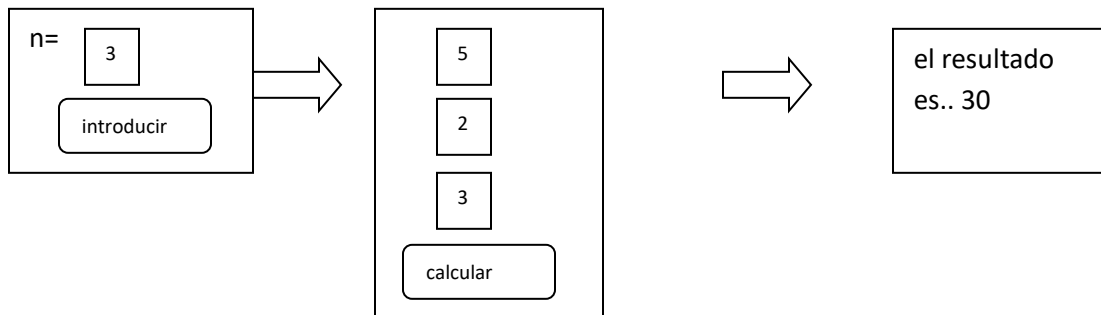 n= 3
introducir
5
2
3
calcular
el resultado
es.. 30